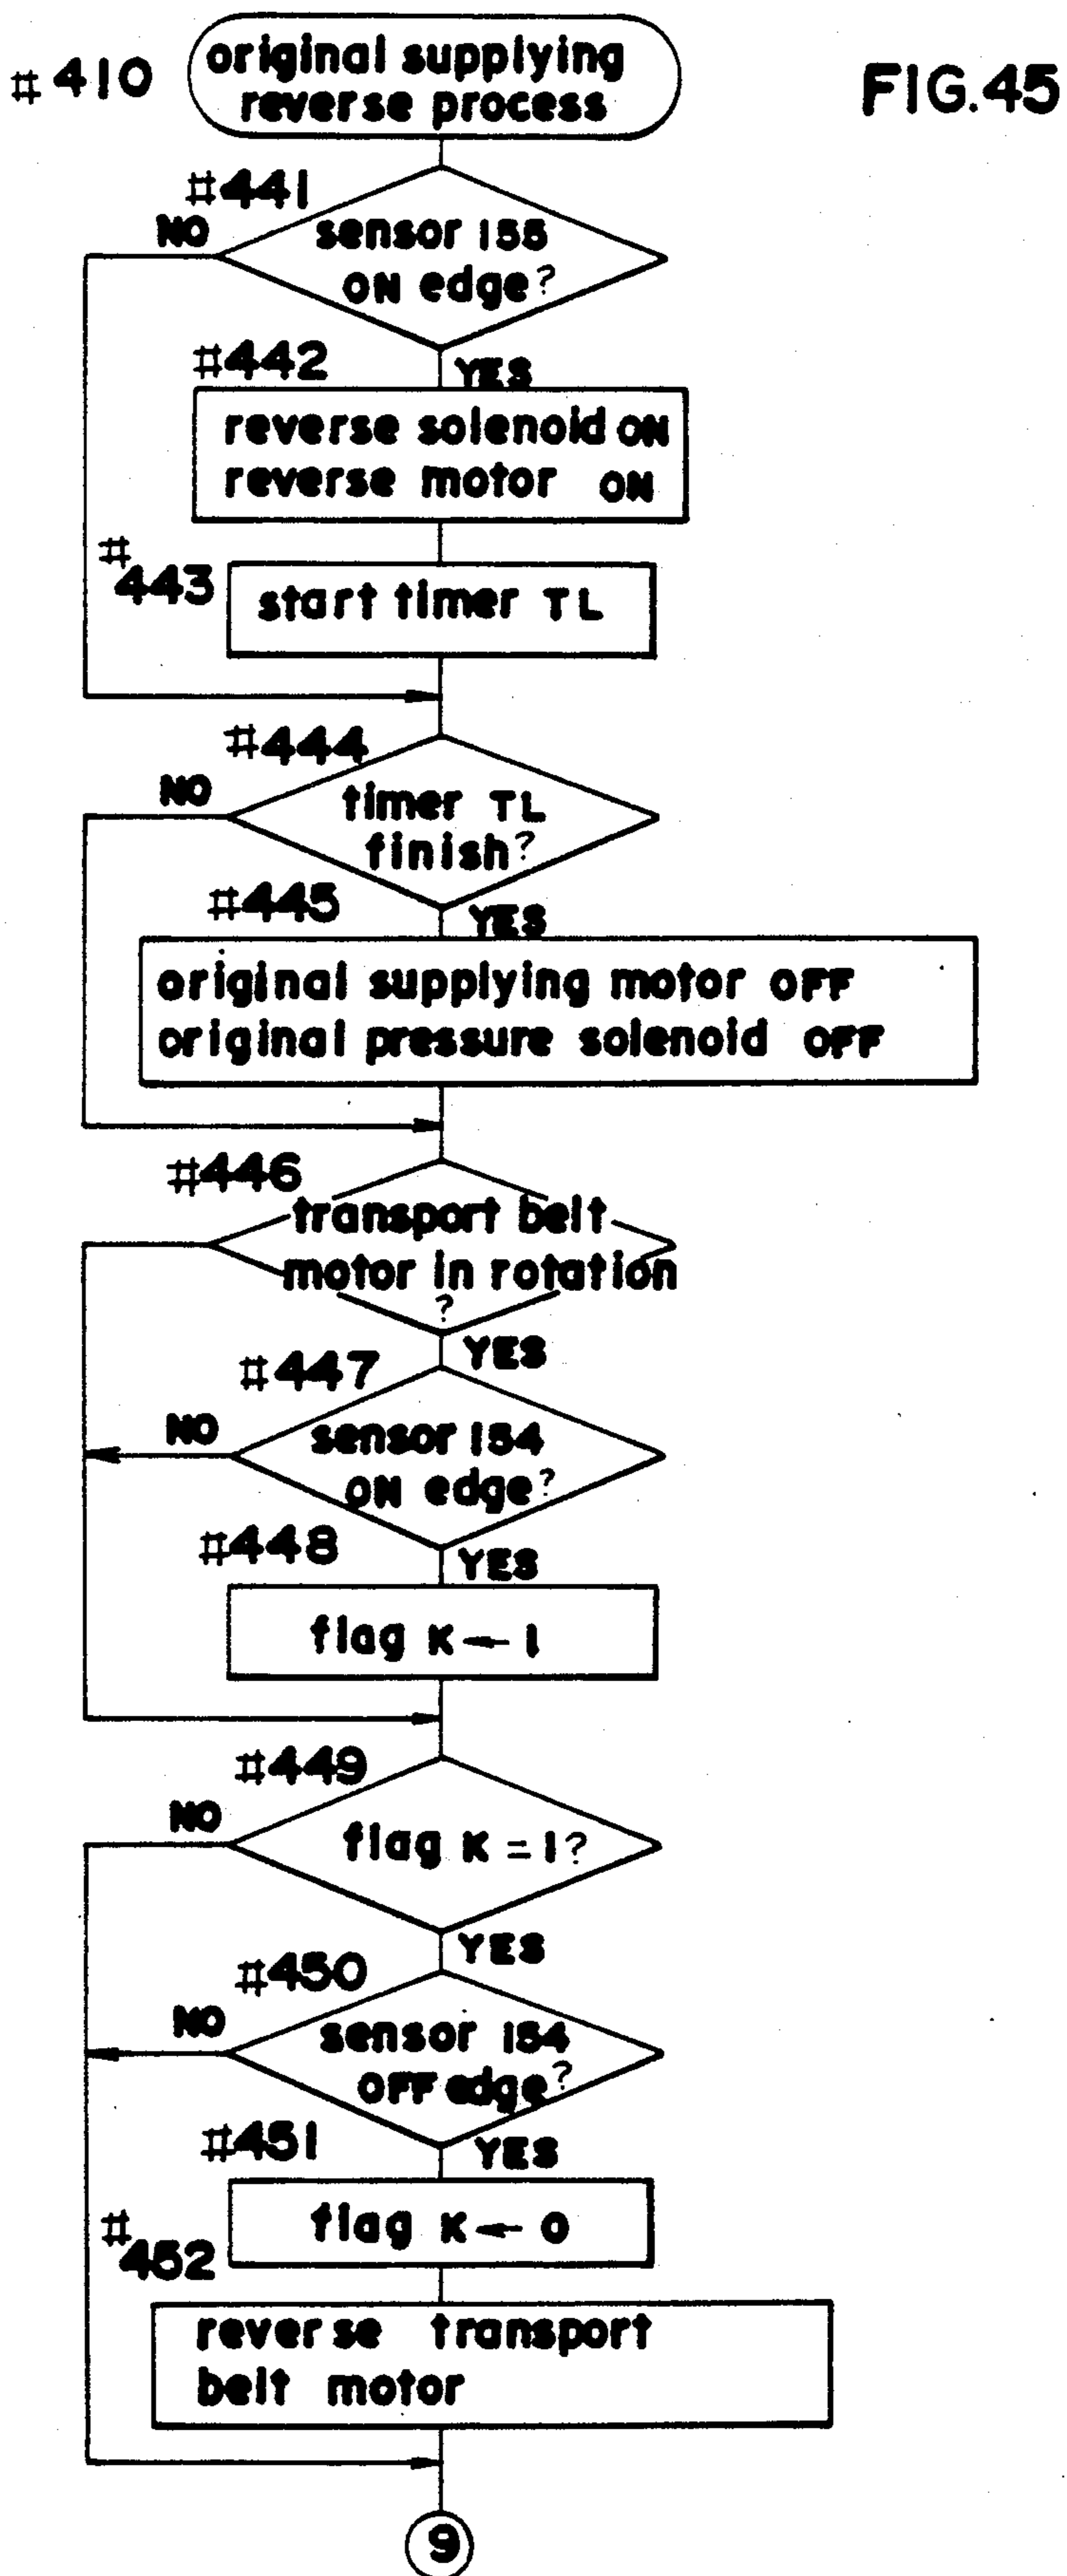 #410
original supplying
reverse process
FIG.45
#441
NO
sensor 155
ON edge?
#442
YES
reverse solenoid ON
reverse motor ON
#
443
start timer TL
#444
NO
timer TL
finish?
#445
YES
original supplying motor OFF
original pressure solenoid OFF
#446
transport belt
motor in rotation
?
YES
#447
NO
sensor 154
ON edge?
#448
YES
flag K ← 1
#449
NO
flag K = 1?
YES
#450
NO
sensor 154
OFF edge?
#451
YES
flag K ← 0
#
452
reverse transport
belt motor
9